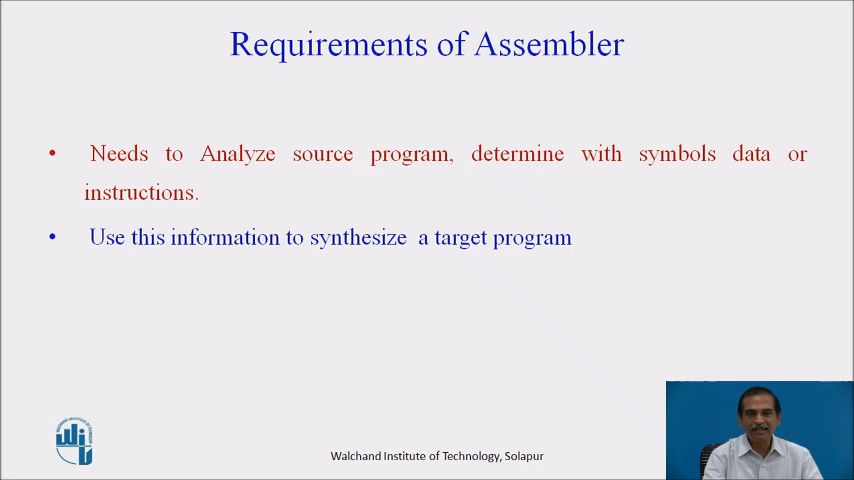 Requirements of Assembler
• Needs to Analyze source program, determine with symbols data or
instructions.
• Use this information to synthesize a target program
Walchand Institute of Technology, Solapur